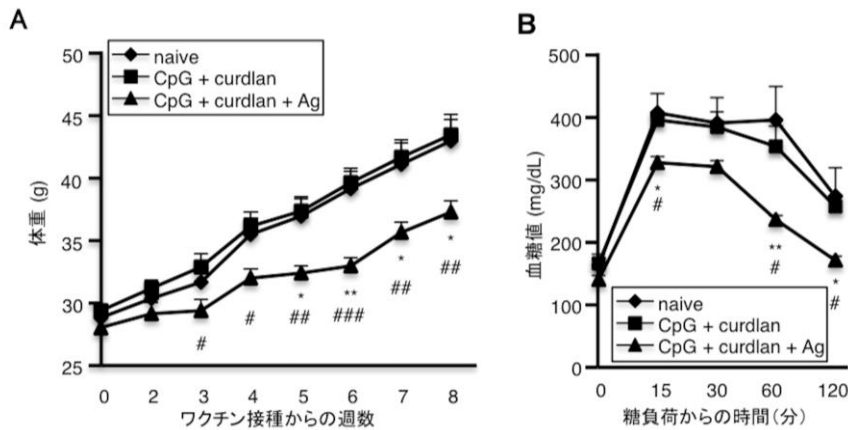 A
50
45
40
35
30
25
体重 (g)
naive
CpG + curdlan
CpG + curdlan + Ag
#
#
*
##
**
###
*
##
*
##
0 2 3 4 5 6 7 8
ワクチン接種からの週数
B
500
400
300
200
100
0
血糖値 (mg/dL)
*
#
**
#
*
#
naive
CpG + curdlan
CpG + curdlan + Ag
0 15 30 60 120
糖負荷からの時間(分)